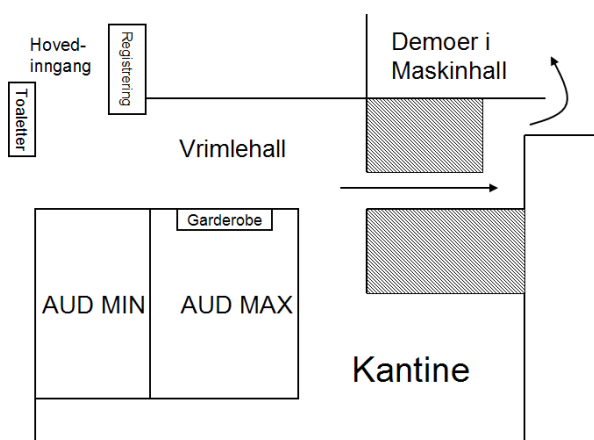 Hoved-
inngang
Registrering
Demoer i
Maskinhall
Toaletter
Vrimlehall
Garderobe
AUD MIN
AUD MAX
Kantine